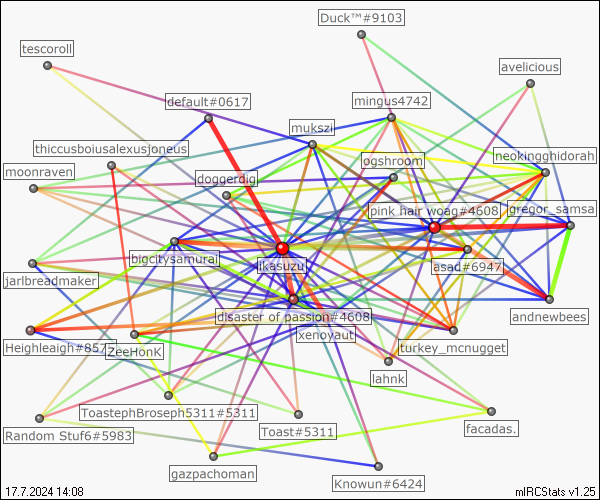 Duck™#9103
tescoroll
avelicious
default#0617
mingus4742
mukszi
thiccusboiusalexusjoneus
ogshroom
neokingghidorah
moonraven
doggerdig
pink hair woag#4608
gregor_samsa
bigcitysamurai
ikasuzu
asad#6947
jarlbreadmaker
andnewbees
disaster of passion#4608
Heighleaigh#857
ZeeHonK
xenoyaut
turkey_mcnugget
lahnk
ToastephBroseph5311#5311
facadas.
Random Stuf6#5983
Toast#5311
gazpachoman
Knowun#6424
17.7.2024 14:08
mIRCStats v1.25